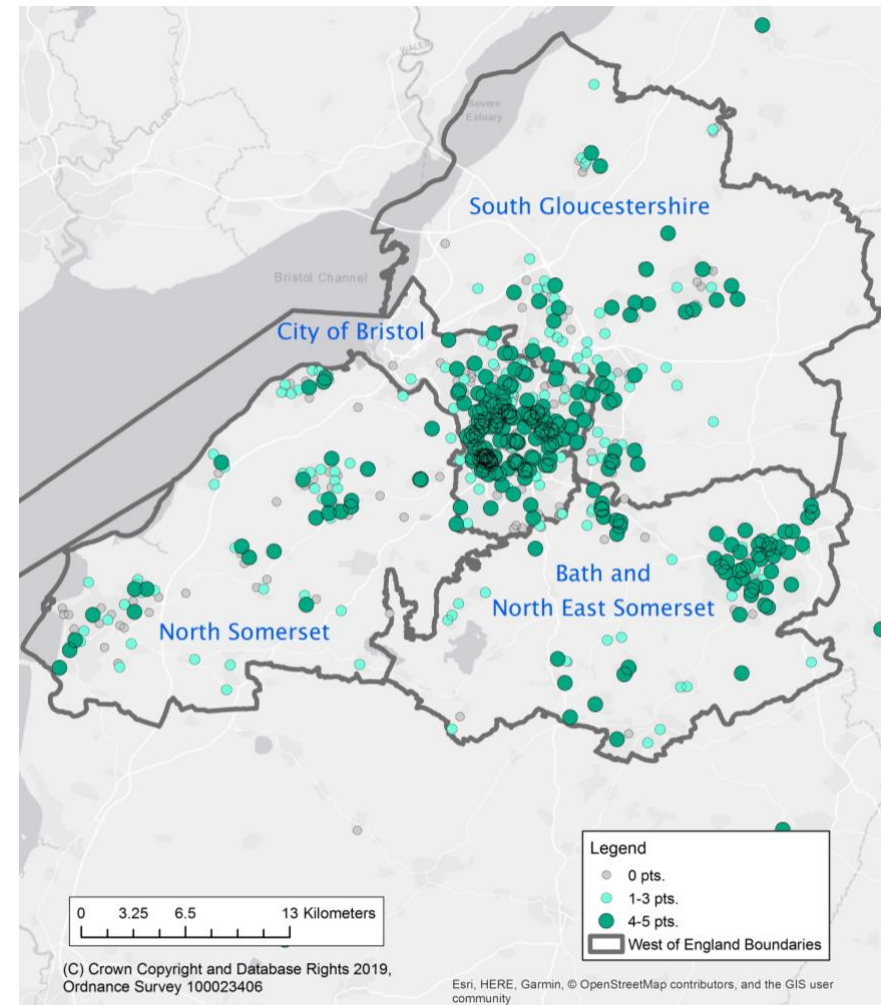 WALES
Severn
Estuary
South Gloucestershire
Bristol Channel
City of Bristol
Bath and
North East Somerset
North Somerset
Legend
0 pts.
1-3 pts.
4-5 pts.
West of England Boundaries
0 3.25 6.5 13 Kilometers
(C) Crown Copyright and Database Rights 2019,
Ordnance Survey 100023406
Esri, HERE, Garmin, © OpenStreetMap contributors, and the GIS user
community